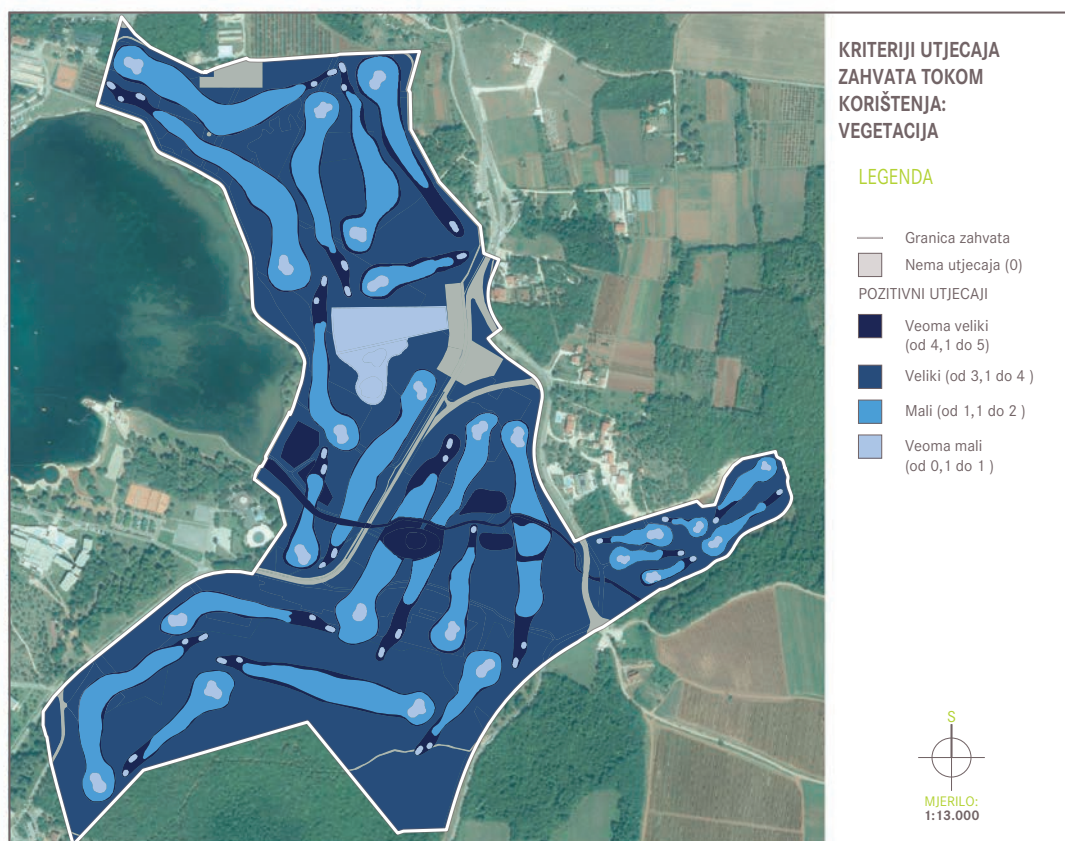 KRITERIJI UTJECAJA
ZAHVATA TOKOM
KORIŠTENJA:
VEGETACIJA
LEGENDA
Granica zahvata
Nema utjecaja (0)
POZITIVNI UTJECAJI
Veoma veliki
(od 4,1 do 5)
Veliki (od 3,1 do 4 )
Mali (od 1,1 do 2 )
Veoma mali
(od 0,1 do 1 )
S
MJERILO:
1:13.000